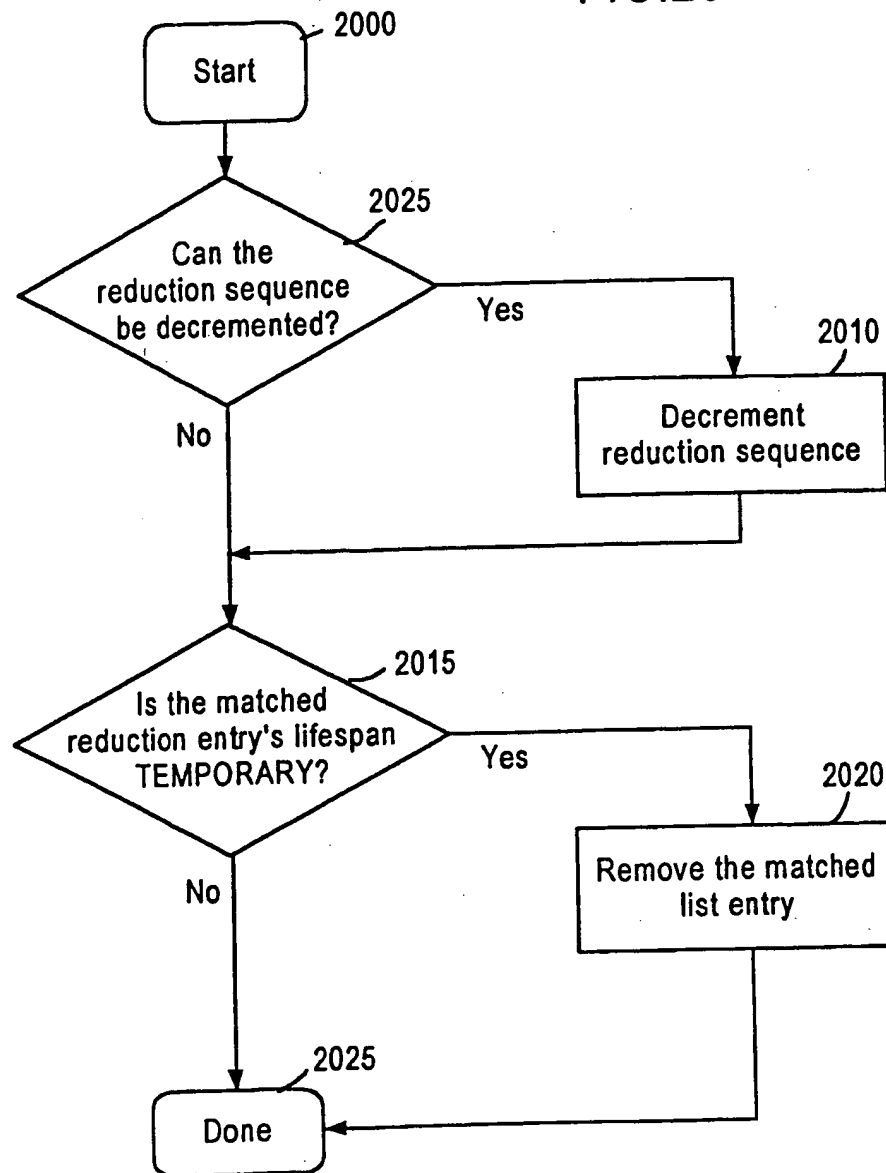 2000
Start
2025
Can the
reduction sequence
be decremented?
Yes
2010
No
Decrement
reduction sequence
2015
Is the matched
reduction entry's lifespan
TEMPORARY?
Yes
2020
No
Remove the matched
list entry
2025
Done